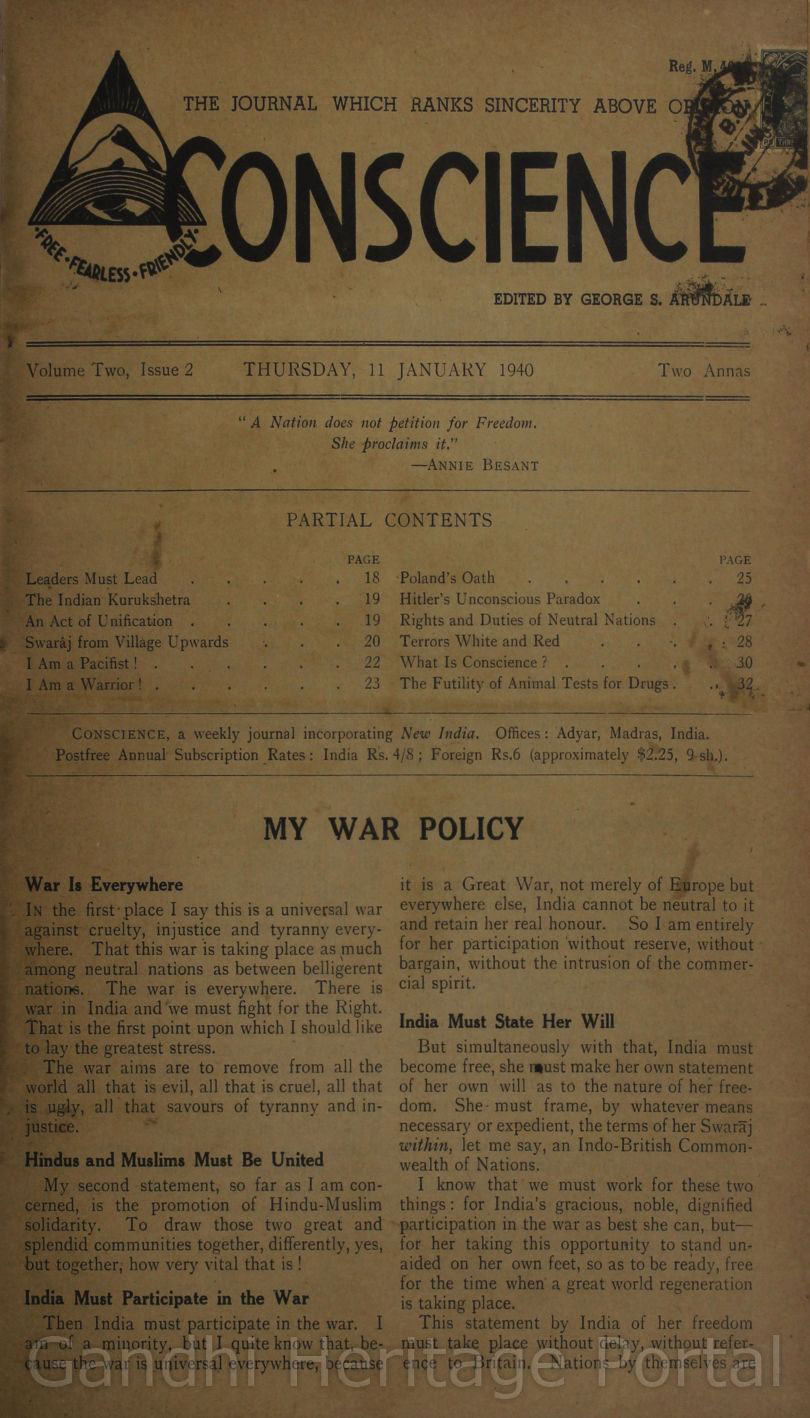 Reg. M.
THE JOURNAL WHICH RANKS SINCERITY ABOVE
CONSCIENCE
FREE · FEARLESS · FRIENDLY
EDITED BY GEORGE S. ARUNDALE
Volume Two, Issue 2 THURSDAY, 11 JANUARY 1940 Two Annas
“ A Nation does not petition for Freedom.
She proclaims it.”
—ANNIE BESANT
PARTIAL CONTENTS
PAGE
Leaders Must Lead . . . . . 18
The Indian Kurukshetra . . . . 19
An Act of Unification . . . . . 19
Swarāj from Village Upwards . . . 20
I Am a Pacifist ! . . . . . . 22
I Am a Warrior ! . . . . . . 23
PAGE
Poland's Oath . . . . . . 25
Hitler's Unconscious Paradox . . .
Rights and Duties of Neutral Nations . . 27
Terrors White and Red . . . . 28
What Is Conscience ? . . . . . 30
The Futility of Animal Tests for Drugs . . 32
CONSCIENCE, a weekly journal incorporating New India. Offices : Adyar, Madras, India.
Postfree Annual Subscription Rates : India Rs. 4/8 ; Foreign Rs.6 (approximately $2.25, 9 sh.).
MY WAR POLICY
War Is Everywhere
IN the first place I say this is a universal war
against cruelty, injustice and tyranny every-
where. That this war is taking place as much
among neutral nations as between belligerent
nations. The war is everywhere. There is
war in India and we must fight for the Right.
That is the first point upon which I should like
to lay the greatest stress.
The war aims are to remove from all the
world all that is evil, all that is cruel, all that
is ugly, all that savours of tyranny and in-
justice.
Hindus and Muslims Must Be United
My second statement, so far as I am con-
cerned, is the promotion of Hindu-Muslim
solidarity. To draw those two great and
splendid communities together, differently, yes,
but together, how very vital that is !
India Must Participate in the War
Then India must participate in the war. I
am of a minority, but I quite know that, be-
cause the war is universal everywhere, because
it is a Great War, not merely of Europe but
everywhere else, India cannot be neutral to it
and retain her real honour. So I am entirely
for her participation without reserve, without
bargain, without the intrusion of the commer-
cial spirit.
India Must State Her Will
But simultaneously with that, India must
become free, she must make her own statement
of her own will as to the nature of her free-
dom. She must frame, by whatever means
necessary or expedient, the terms of her Swarāj
within, let me say, an Indo-British Common-
wealth of Nations.
I know that we must work for these two
things : for India's gracious, noble, dignified
participation in the war as best she can, but—
for her taking this opportunity to stand un-
aided on her own feet, so as to be ready, free
for the time when a great world regeneration
is taking place.
This statement by India of her freedom
must take place without delay, without refer-
ence to Britain. Nations by themselves are
Gandhi Heritage Portal